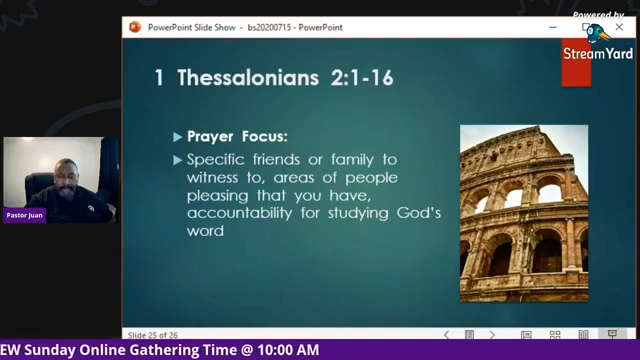 Powered by
StreamYard
PowerPoint Slide Show - bs20200715 - PowerPoint
1 Thessalonians 2:1-16
Prayer Focus:
Specific friends or family to
witness to, areas of people
pleasing that you have,
accountability for studying God's
word
Pastor Juan
Slide 25 of 26
EW Sunday Online Gathering Time @ 10:00 AM